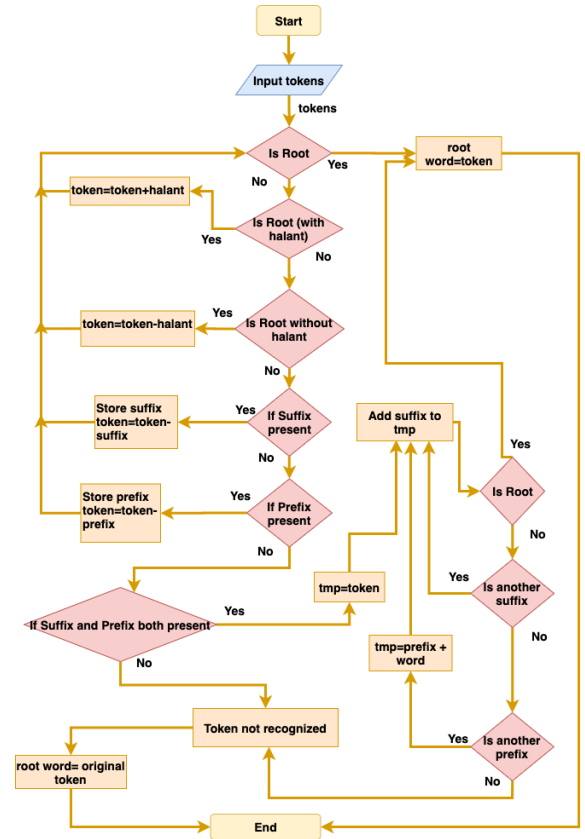 Start
Input tokens
tokens
Is Root
Yes
root
word=token
No
token=token+halant
Is Root (with
halant)
Yes
No
token=token-halant
Yes
Is Root without
halant
No
Store suffix
token=token-
suffix
Yes
If Suffix
present
Add suffix to
tmp
Yes
No
Is Root
Store prefix
token=token-
prefix
Yes
If Prefix
present
No
No
tmp=token
Yes
Is another
suffix
If Suffix and Prefix both present
Yes
No
tmp=prefix +
word
No
Token not recognized
Yes
Is another
prefix
root word= original
token
No
End